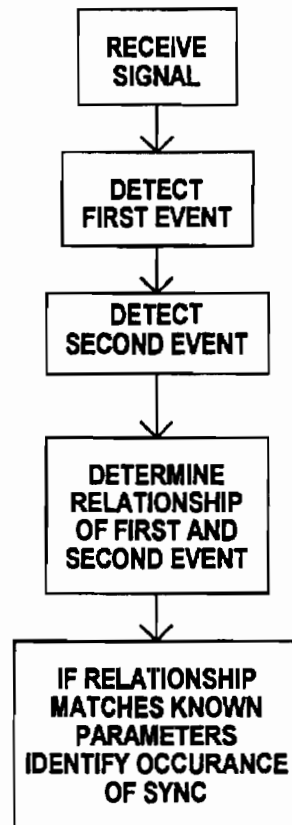 RECEIVE
SIGNAL
DETECT
FIRST EVENT
DETECT
SECOND EVENT
DETERMINE
RELATIONSHIP
OF FIRST AND
SECOND EVENT
IF RELATIONSHIP
MATCHES KNOWN
PARAMETERS
IDENTIFY OCCURANCE
OF SYNC